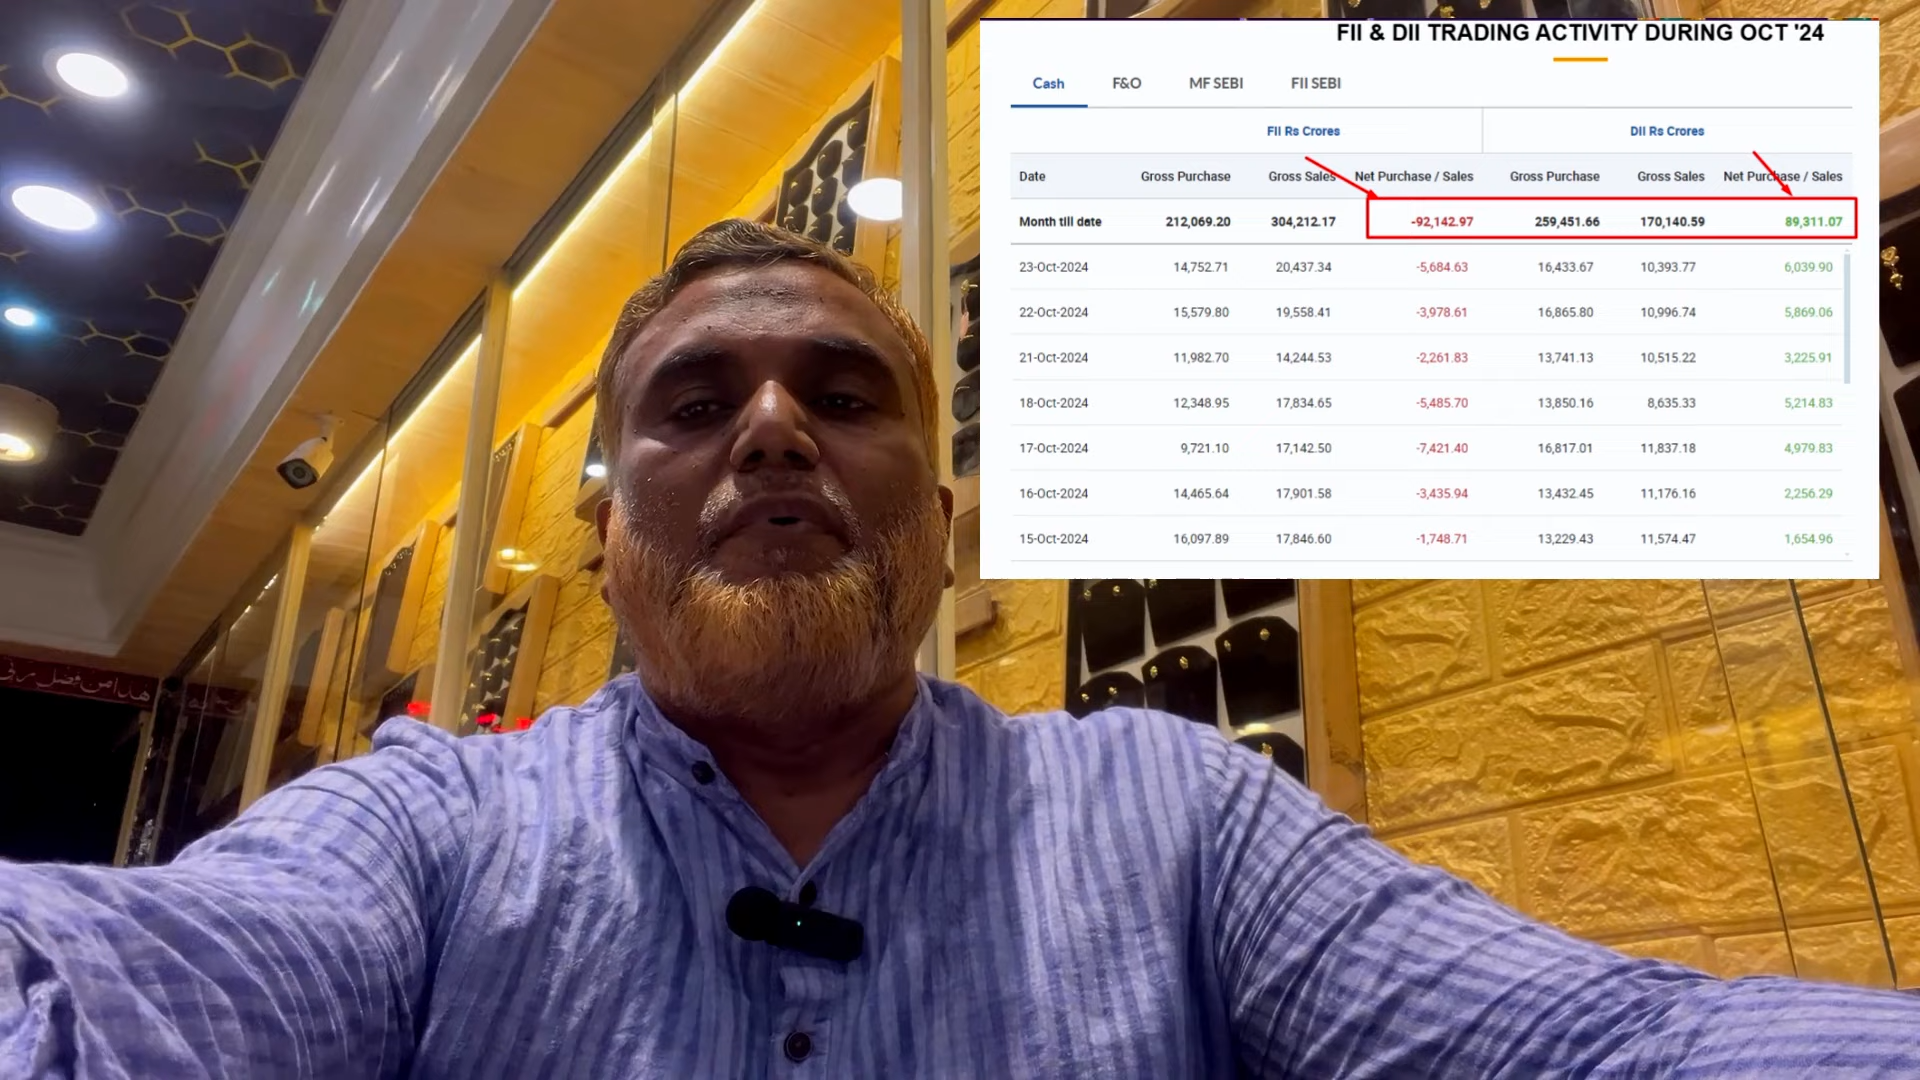 FII & DII TRADING ACTIVITY DURING OCT '24
Cash F&O MF SEBI FII SEBI
FII Rs Crores DII Rs Crores
Date Gross Purchase Gross Sales Net Purchase / Sales Gross Purchase Gross Sales Net Purchase / Sales
Month till date 212,069.20 304,212.17 -92,142.97 259,451.66 170,140.59 89,311.07
23-Oct-2024 14,752.71 20,437.34 -5,684.63 16,433.67 10,393.77 6,039.90
22-Oct-2024 15,579.80 19,558.41 -3,978.61 16,865.80 10,996.74 5,869.06
21-Oct-2024 11,982.70 14,244.53 -2,261.83 13,741.13 10,515.22 3,225.91
18-Oct-2024 12,348.95 17,834.65 -5,485.70 13,850.16 8,635.33 5,214.83
17-Oct-2024 9,721.10 17,142.50 -7,421.40 16,817.01 11,837.18 4,979.83
16-Oct-2024 14,465.64 17,901.58 -3,435.94 13,432.45 11,176.16 2,256.29
15-Oct-2024 16,097.89 17,846.60 -1,748.71 13,229.43 11,574.47 1,654.96
هذا من فضل ربي